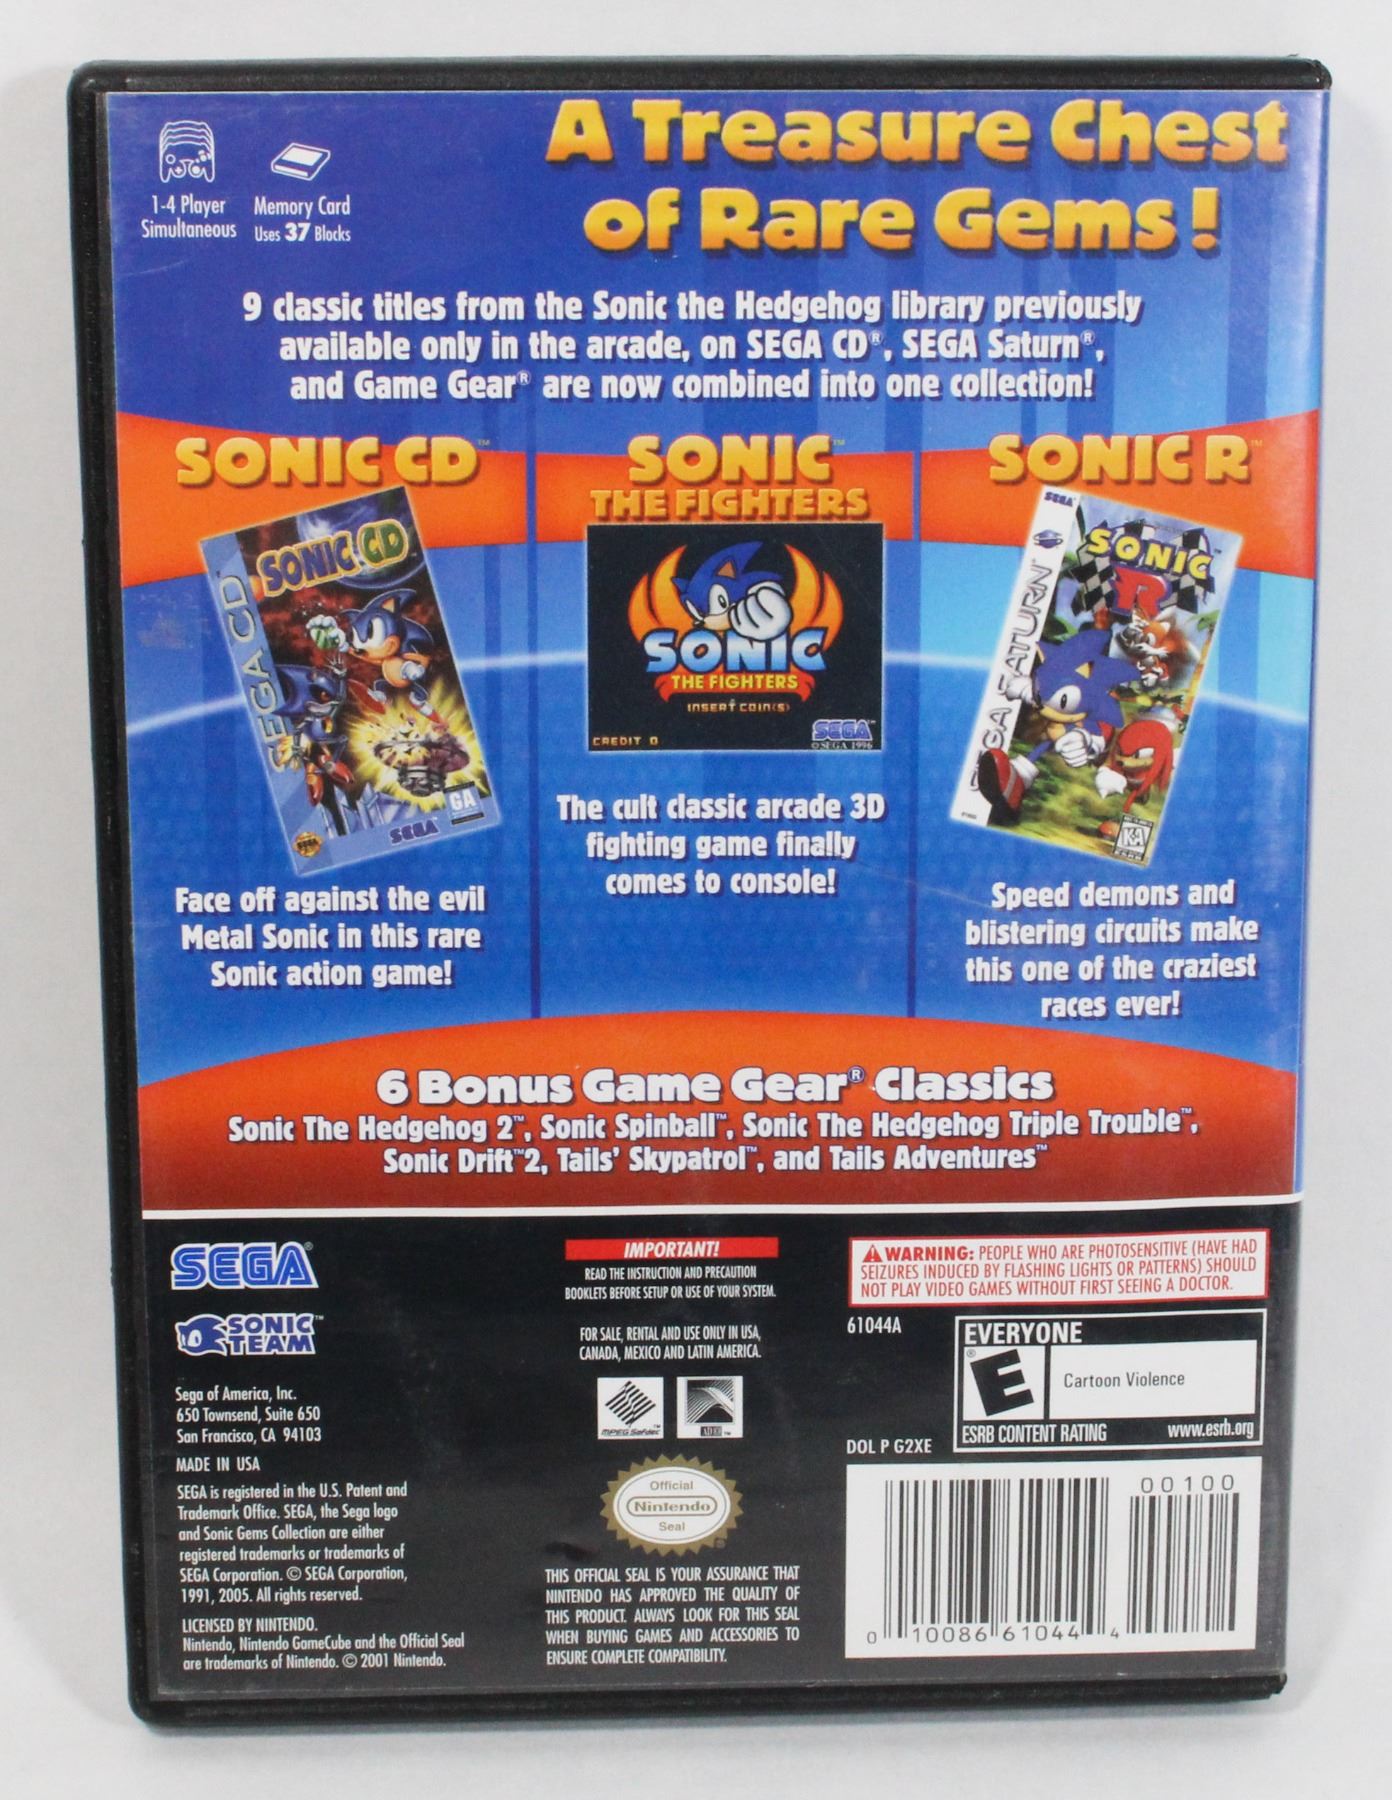 A Treasure Chest
of Rare Gems!
1-4 Player
Simultaneous
Memory Card
Uses 37 Blocks
9 classic titles from the Sonic the Hedgehog library previously
available only in the arcade, on SEGA CD®, SEGA Saturn®,
and Game Gear® are now combined into one collection!
SONIC CD™
SEGA CD
SONIC CD
GA
SEGA
Face off against the evil
Metal Sonic in this rare
Sonic action game!
SONIC™
THE FIGHTERS
SONIC
THE FIGHTERS
INSERT COIN(S)
CREDIT 0
SEGA™
©SEGA 1996
The cult classic arcade 3D
fighting game finally
comes to console!
SONIC R™
SEGA
SEGA SATURN™
SONIC
R
K-A
Speed demons and
blistering circuits make
this one of the craziest
races ever!
6 Bonus Game Gear® Classics
Sonic The Hedgehog 2™, Sonic Spinball™, Sonic The Hedgehog Triple Trouble™,
Sonic Drift™2, Tails' Skypatrol™, and Tails Adventures™
SEGA®
SONIC
TEAM™
Sega of America, Inc.
650 Townsend, Suite 650
San Francisco, CA 94103
MADE IN USA
SEGA is registered in the U.S. Patent and
Trademark Office. SEGA, the Sega logo
and Sonic Gems Collection are either
registered trademarks or trademarks of
SEGA Corporation. © SEGA Corporation,
1991, 2005. All rights reserved.
LICENSED BY NINTENDO.
Nintendo, Nintendo GameCube and the Official Seal
are trademarks of Nintendo. © 2001 Nintendo.
IMPORTANT!
READ THE INSTRUCTION AND PRECAUTION
BOOKLETS BEFORE SETUP OR USE OF YOUR SYSTEM.
FOR SALE, RENTAL AND USE ONLY IN USA,
CANADA, MEXICO AND LATIN AMERICA.
MPEG Sofdec™
ADX™
Official
Nintendo
Seal
THIS OFFICIAL SEAL IS YOUR ASSURANCE THAT
NINTENDO HAS APPROVED THE QUALITY OF
THIS PRODUCT. ALWAYS LOOK FOR THIS SEAL
WHEN BUYING GAMES AND ACCESSORIES TO
ENSURE COMPLETE COMPATIBILITY.
WARNING: PEOPLE WHO ARE PHOTOSENSITIVE (HAVE HAD
SEIZURES INDUCED BY FLASHING LIGHTS OR PATTERNS) SHOULD
NOT PLAY VIDEO GAMES WITHOUT FIRST SEEING A DOCTOR.
61044A
EVERYONE
E®
Cartoon Violence
ESRB CONTENT RATING www.esrb.org
DOL P G2XE
00100
0 10086 61044 4